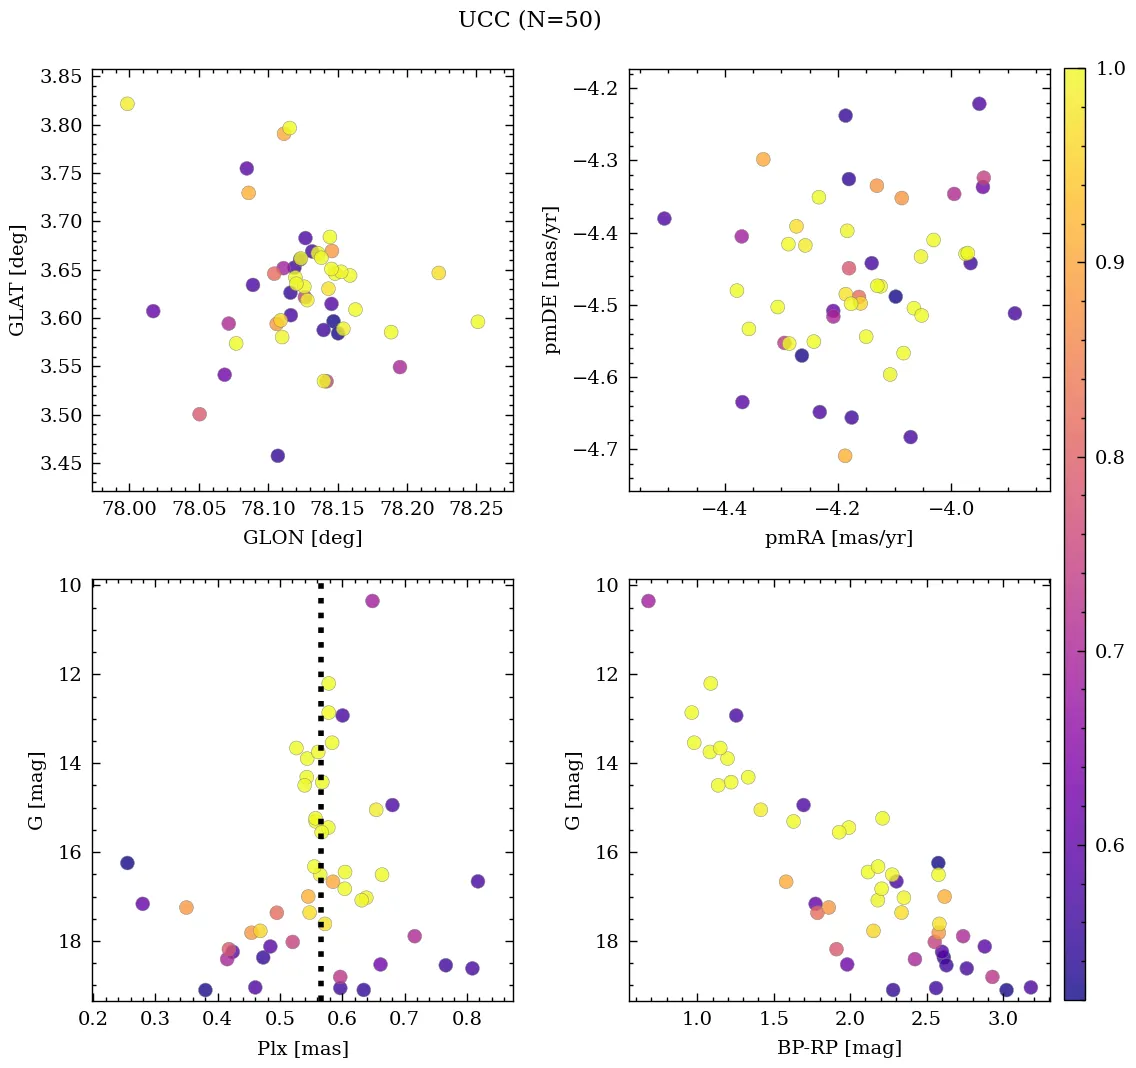 UCC (N=50)
3.85
3.80
3.75
3.70
3.65
3.60
3.55
3.50
3.45
GLAT [deg]
78.00 78.05 78.10 78.15 78.20 78.25
GLON [deg]
−4.2
−4.3
−4.4
−4.5
−4.6
−4.7
pmDE [mas/yr]
−4.4 −4.2 −4.0
pmRA [mas/yr]
1.0
0.9
0.8
0.7
0.6
10
12
14
16
18
G [mag]
0.2 0.3 0.4 0.5 0.6 0.7 0.8
Plx [mas]
10
12
14
16
18
G [mag]
1.0 1.5 2.0 2.5 3.0
BP-RP [mag]